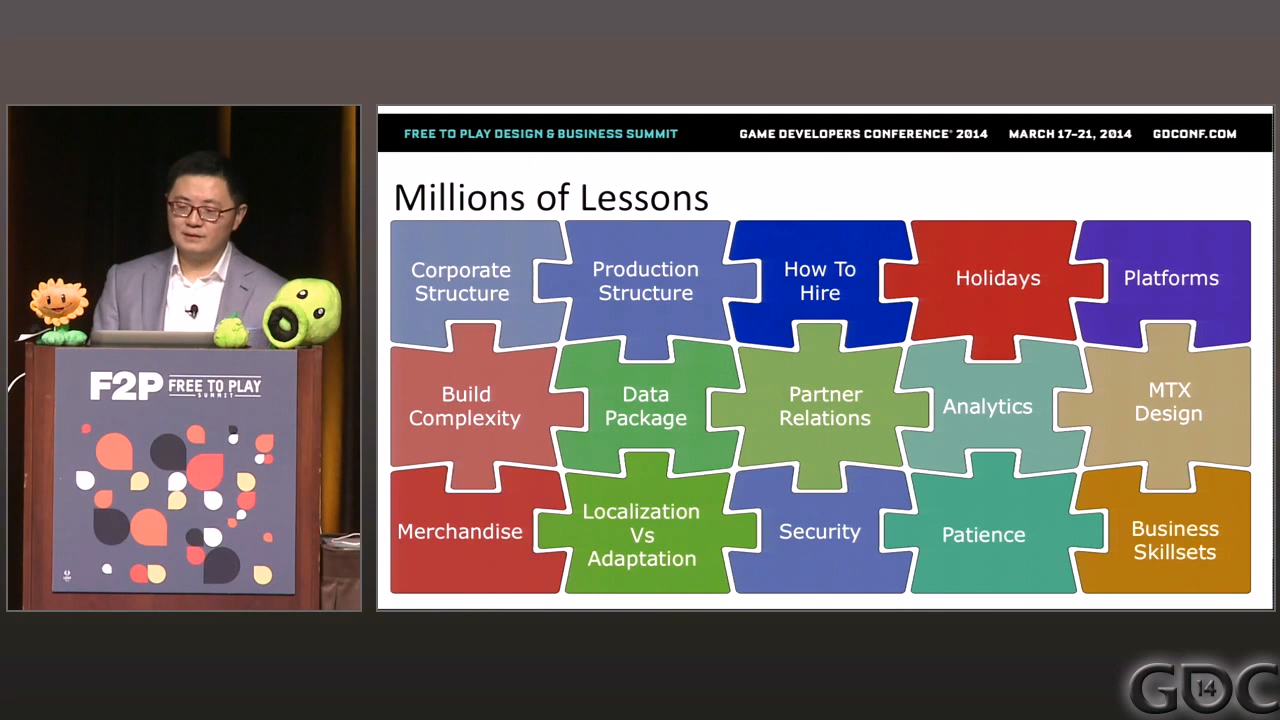 FREE TO PLAY DESIGN & BUSINESS SUMMIT GAME DEVELOPERS CONFERENCE® 2014 MARCH 17–21, 2014 GDCONF.COM
Millions of Lessons
Corporate
Structure
Production
Structure
How To
Hire
Holidays
Platforms
Build
Complexity
Data
Package
Partner
Relations
Analytics
MTX
Design
Merchandise
Localization
Vs
Adaptation
Security
Patience
Business
Skillsets
F2P FREE TO PLAY
SUMMIT
GDC
14